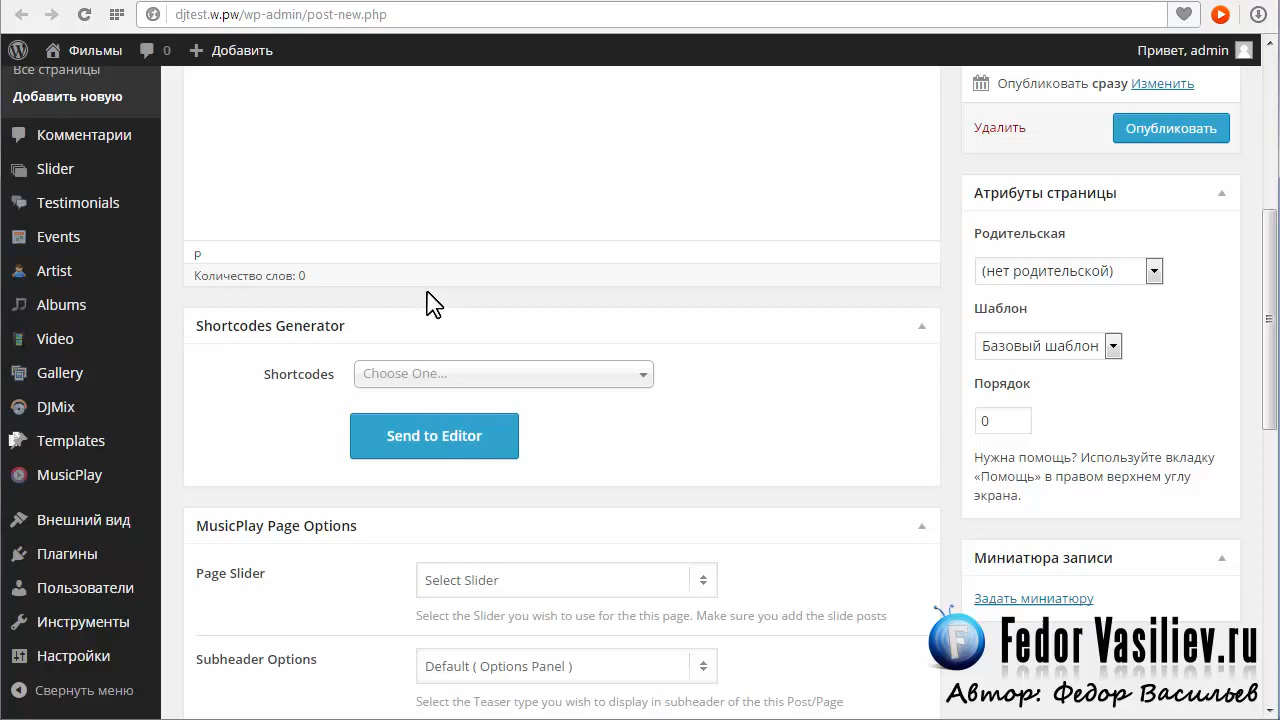 djtest.w.pw/wp-admin/post-new.php
Фильмы
0
Добавить
Привет, admin
Все страницы
Добавить новую
Комментарии
Slider
Testimonials
Events
Artist
Albums
Video
Gallery
DJMix
Templates
MusicPlay
Внешний вид
Плагины
Пользователи
Инструменты
Настройки
Свернуть меню
p
Количество слов: 0
Shortcodes Generator
Shortcodes
Choose One...
Send to Editor
MusicPlay Page Options
Page Slider
Select Slider
Select the Slider you wish to use for the this page. Make sure you add the slide posts
Subheader Options
Default ( Options Panel )
Select the Teaser type you wish to display in subheader of the this Post/Page
Опубликовать сразу Изменить
Удалить
Опубликовать
Атрибуты страницы
Родительская
(нет родительской)
Шаблон
Базовый шаблон
Порядок
0
Нужна помощь? Используйте вкладку
«Помощь» в правом верхнем углу
экрана.
Миниатюра записи
Задать миниатюру
F
Fedor Vasiliev.ru
Автор: Федор Васильев